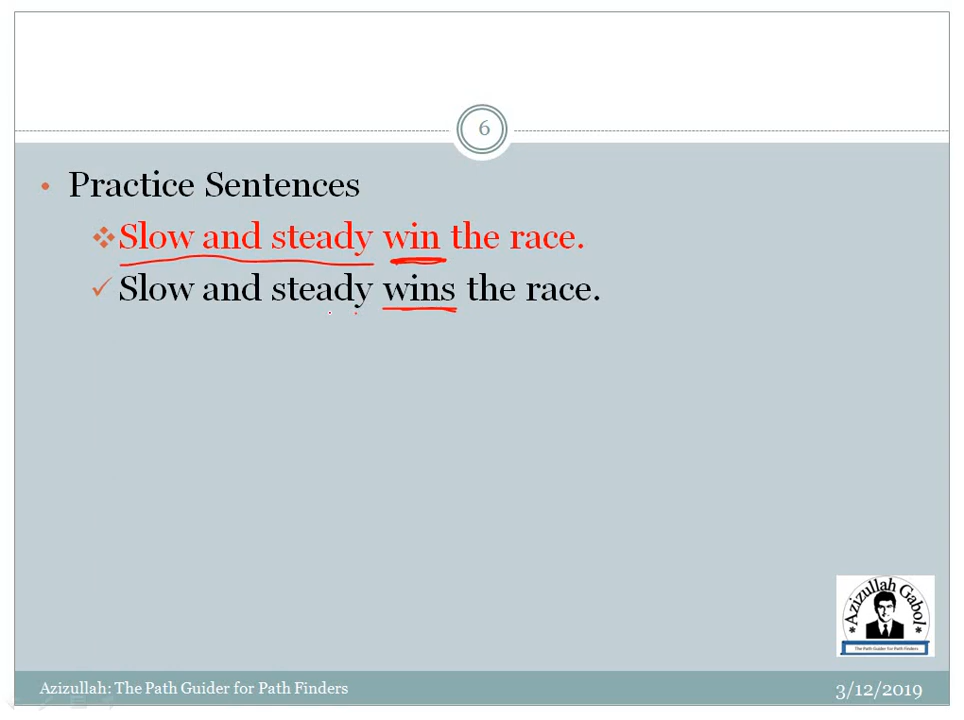 6
Practice Sentences
Slow and steady win the race.
Slow and steady wins the race.
Azizullah Gabol
The Path Guider for Path Finders
Azizullah: The Path Guider for Path Finders
3/12/2019